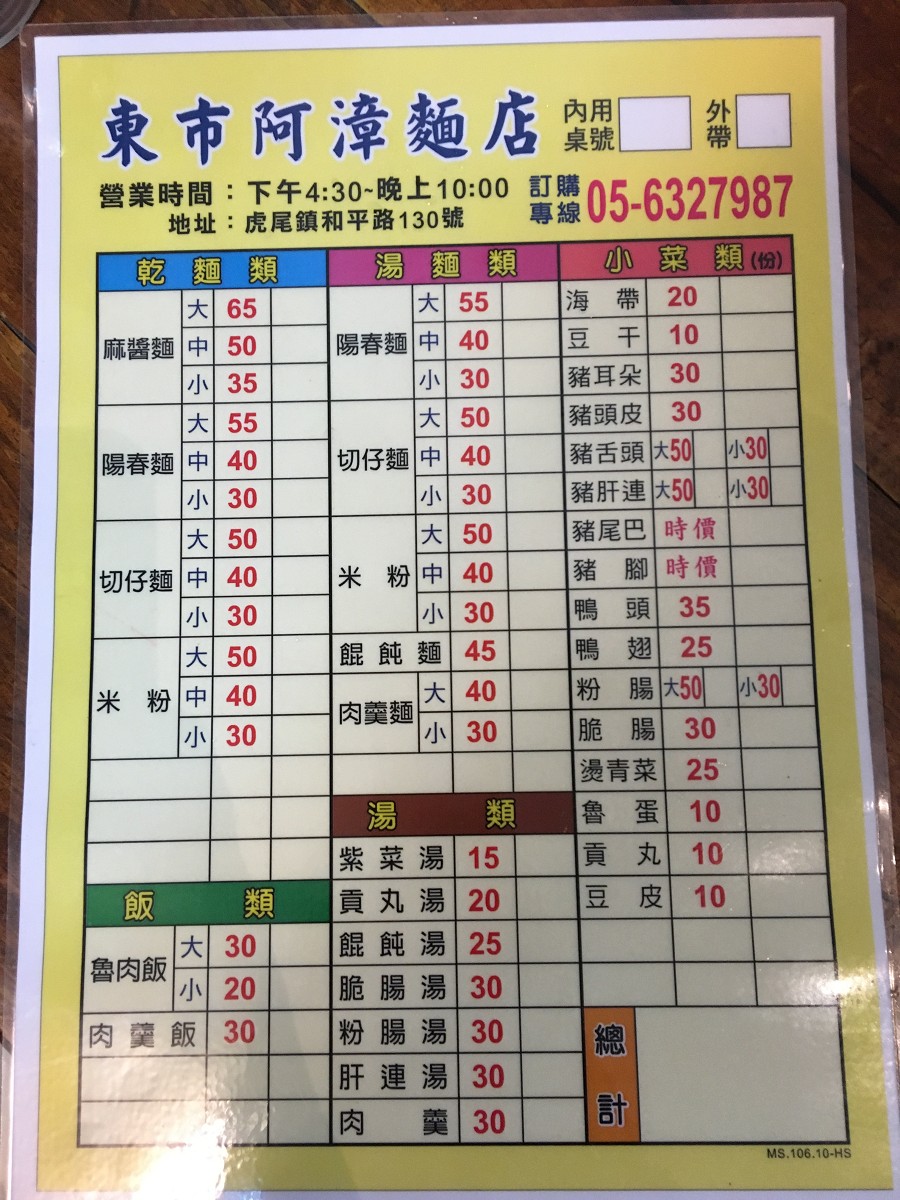 東市阿漳麵店
內用桌號
外帶
營業時間：下午4:30~晚上10:00
地址：虎尾鎮和平路130號
訂購專線 05-6327987
乾麵類
麻醬麵 大 65
中 50
小 35
陽春麵 大 55
中 40
小 30
切仔麵 大 50
中 40
小 30
米粉 大 50
中 40
小 30
飯類
魯肉飯 大 30
小 20
肉羹飯 30
湯麵類
陽春麵 大 55
中 40
小 30
切仔麵 大 50
中 40
小 30
米粉 大 50
中 40
小 30
餛飩麵 45
肉羹麵 大 40
小 30
湯類
紫菜湯 15
貢丸湯 20
餛飩湯 25
脆腸湯 30
粉腸湯 30
肝連湯 30
肉羹 30
小菜類(份)
海帶 20
豆干 10
豬耳朵 30
豬頭皮 30
豬舌頭 大50 小30
豬肝連 大50 小30
豬尾巴 時價
豬腳 時價
鴨頭 35
鴨翅 25
粉腸 大50 小30
脆腸 30
燙青菜 25
魯蛋 10
貢丸 10
豆皮 10
總計
MS.106.10-HS